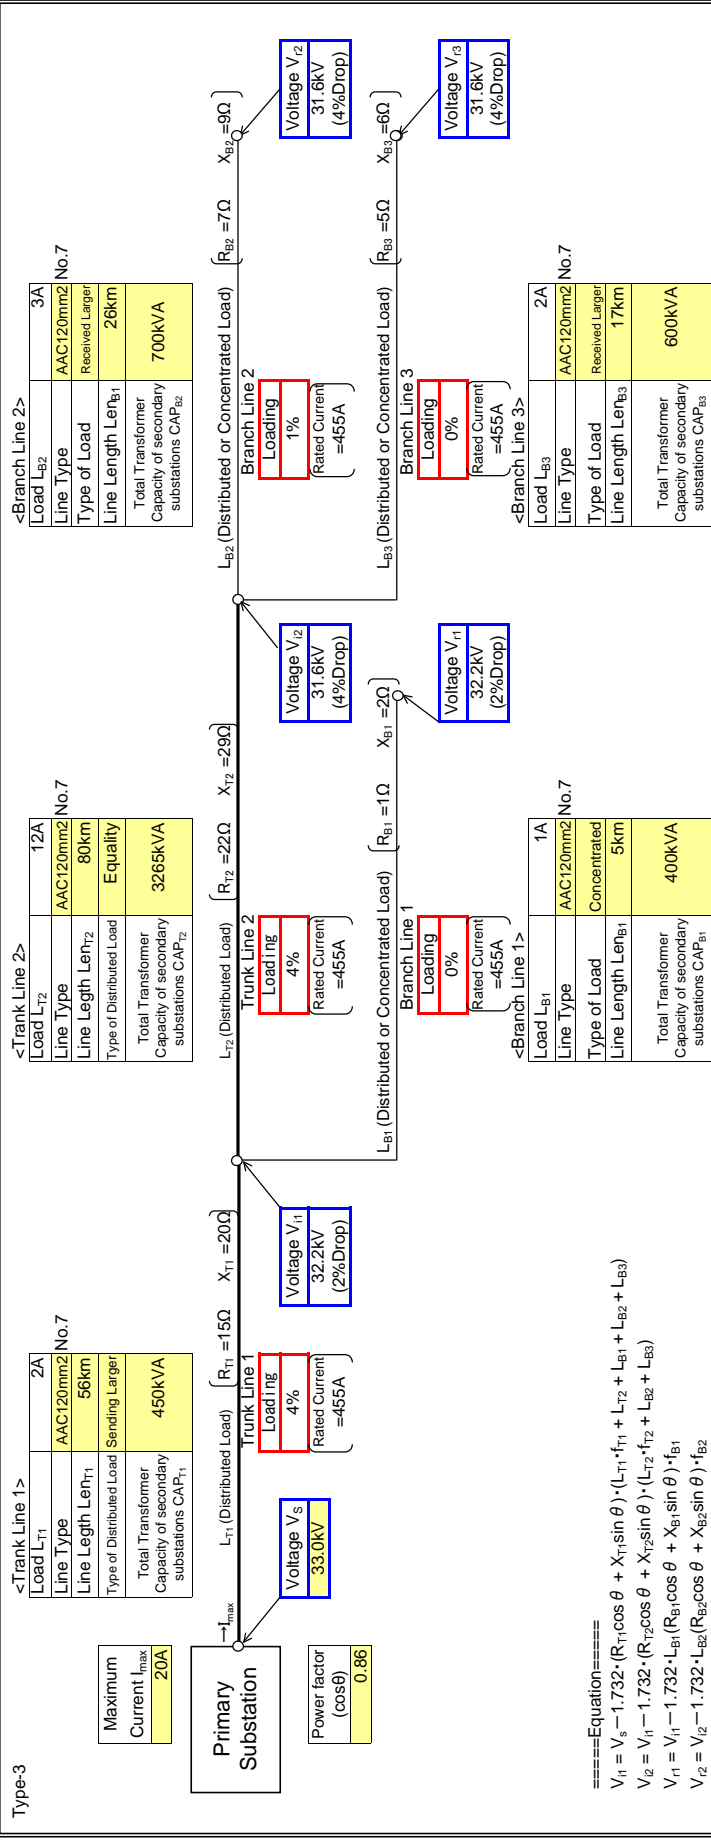 Type-3
Maximum
Current Imax
20A
Primary
Substation
→Imax
Power factor
(cosθ)
0.86
Voltage VS
33.0kV
<Trank Line 1>
Load LT1 2A
Line Type AAC120mm2 No.7
Line Legth LenT1 56km
Type of Distributed Load Sending Larger
Total Transformer
Capacity of secondary
substations CAPT1
450kVA
LT1 (Distributed Load)
RT1 =15Ω XT1 =20Ω
Trunk Line 1
Loading
4%
Rated Current
=455A
Voltage Vi1
32.2kV
(2%Drop)
<Trank Line 2>
Load LT2 12A
Line Type AAC120mm2 No.7
Line Legth LenT2 80km
Type of Distributed Load Equality
Total Transformer
Capacity of secondary
substations CAPT2
3265kVA
LT2 (Distributed Load)
RT2 =22Ω XT2 =29Ω
Trunk Line 2
Loading
4%
Rated Current
=455A
Voltage Vi2
31.6kV
(4%Drop)
LB1 (Distributed or Concentrated Load)
RB1 =1Ω XB1 =2Ω
Branch Line 1
Loading
0%
Rated Current
=455A
Voltage Vr1
32.2kV
(2%Drop)
<Branch Line 1>
Load LB1 1A
Line Type AAC120mm2 No.7
Type of Load Concentrated
Line Length LenB1 5km
Total Transformer
Capacity of secondary
substations CAPB1
400kVA
<Branch Line 2>
Load LB2 3A
Line Type AAC120mm2 No.7
Type of Load Received Larger
Line Length LenB1 26km
Total Transformer
Capacity of secondary
substations CAPB2
700kVA
LB2 (Distributed or Concentrated Load)
RB2 =7Ω XB2 =9Ω
Branch Line 2
Loading
1%
Rated Current
=455A
Voltage Vr2
31.6kV
(4%Drop)
LB3 (Distributed or Concentrated Load)
RB3 =5Ω XB3 =6Ω
Branch Line 3
Loading
0%
Rated Current
=455A
Voltage Vr3
31.6kV
(4%Drop)
<Branch Line 3>
Load LB3 2A
Line Type AAC120mm2 No.7
Type of Load Received Larger
Line Length LenB3 17km
Total Transformer
Capacity of secondary
substations CAPB3
600kVA
=====Equation=====
Vi1 = Vs−1.732・(RT1cos θ + XT1sin θ)・(LT1・fT1 + LT2 + LB1 + LB2 + LB3)
Vi2 = Vi1−1.732・(RT2cos θ + XT2sin θ)・(LT2・fT2 + LB2 + LB3)
Vr1 = Vi1−1.732・LB1(RB1cos θ + XB1sin θ)・fB1
Vr2 = Vi2−1.732・LB2(RB2cos θ + XB2sin θ)・fB2